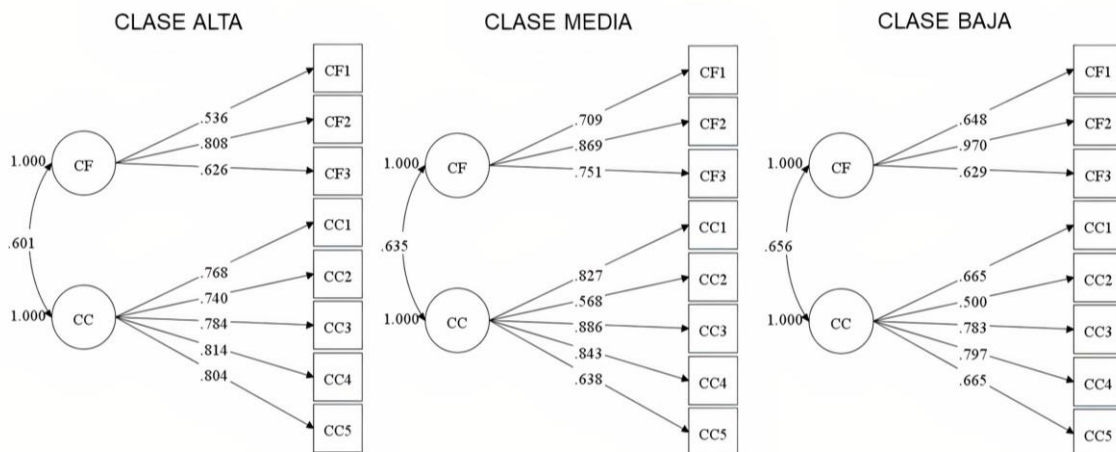 CLASE ALTA
CF1
CF2
CF3
CC1
CC2
CC3
CC4
CC5
CF
CC
1.000
1.000
.601
.536
.808
.626
.768
.740
.784
.814
.804
CLASE MEDIA
CF1
CF2
CF3
CC1
CC2
CC3
CC4
CC5
CF
CC
1.000
1.000
.635
.709
.869
.751
.827
.568
.886
.843
.638
CLASE BAJA
CF1
CF2
CF3
CC1
CC2
CC3
CC4
CC5
CF
CC
1.000
1.000
.656
.648
.970
.629
.665
.500
.783
.797
.665